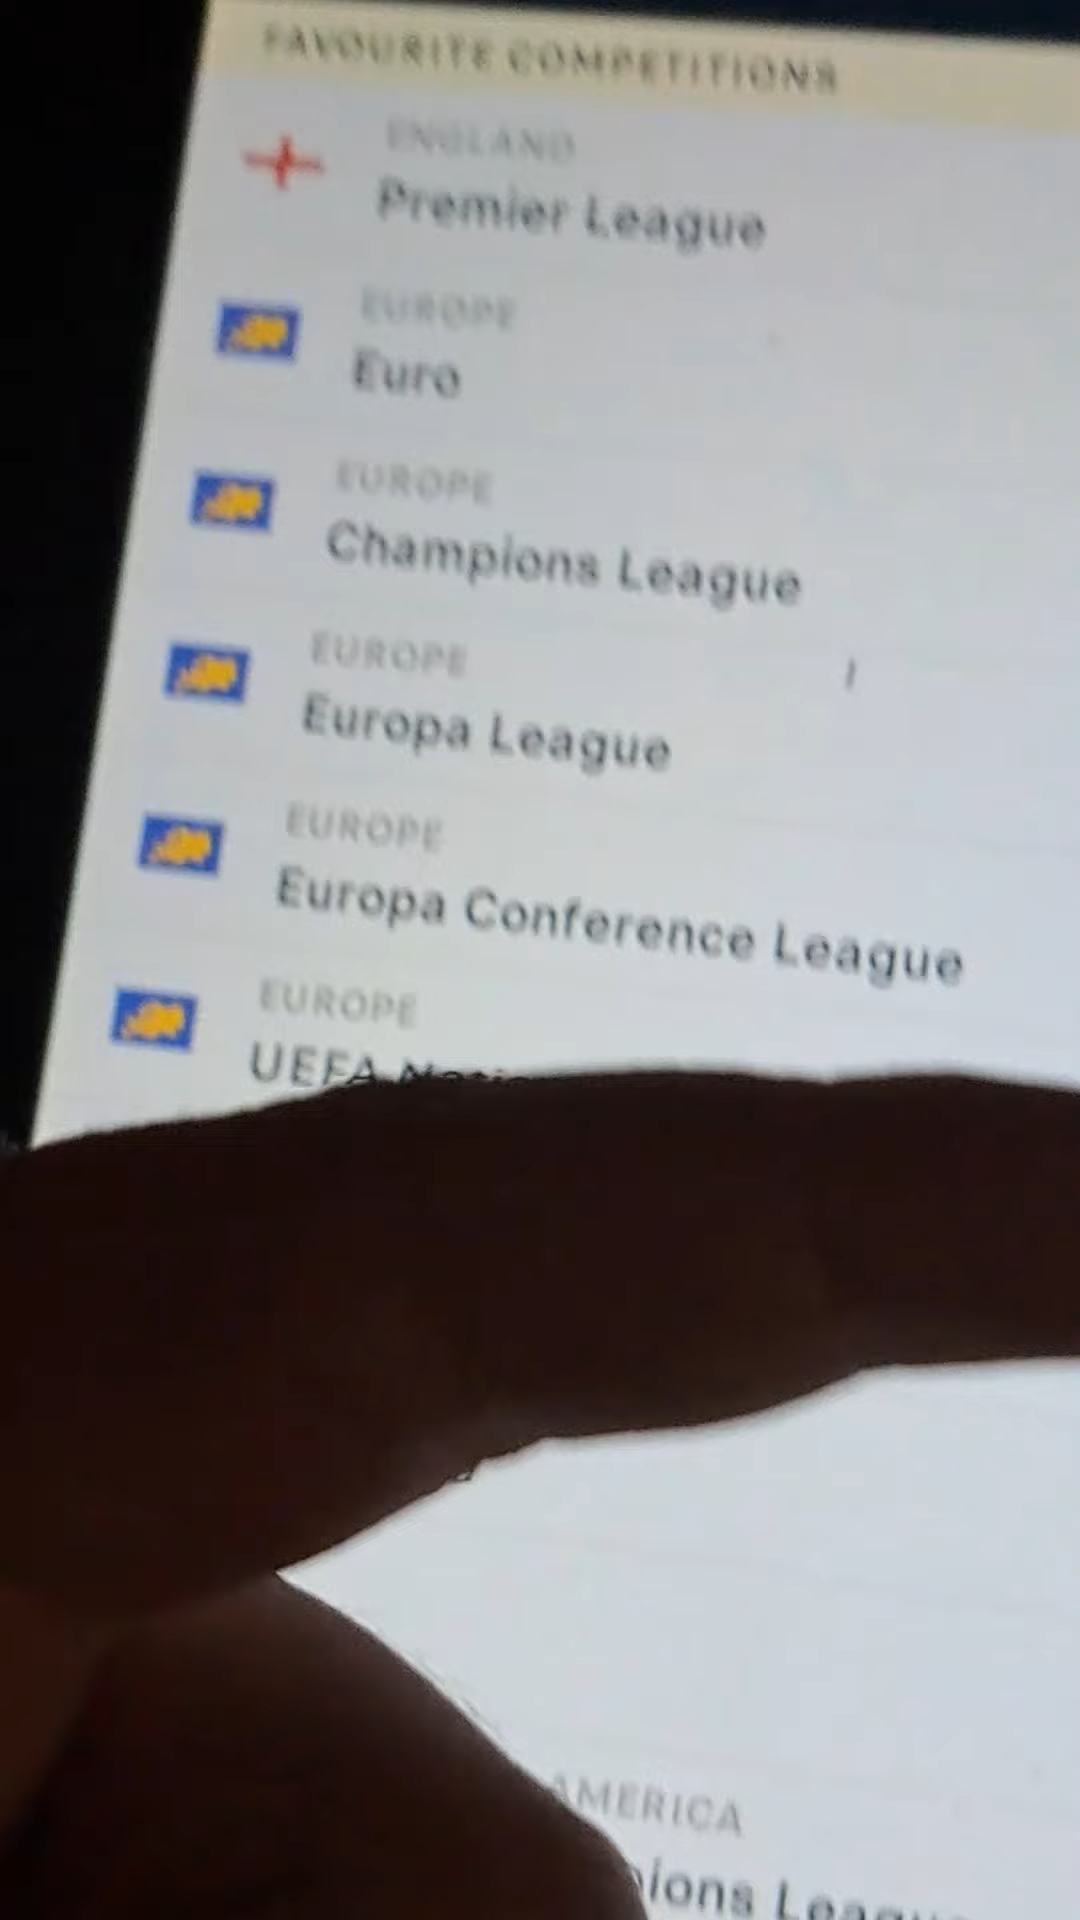 FAVOURITE COMPETITIONS
ENGLAND
Premier League
EUROPE
Euro
EUROPE
Champions League
EUROPE
Europa League
EUROPE
Europa Conference League
EUROPE
UEFA
AMERICA